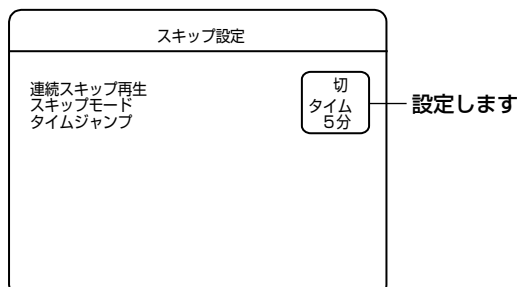 スキップ設定
連続スキップ再生 切
スキップモード タイム
タイムジャンプ 5分
設定します